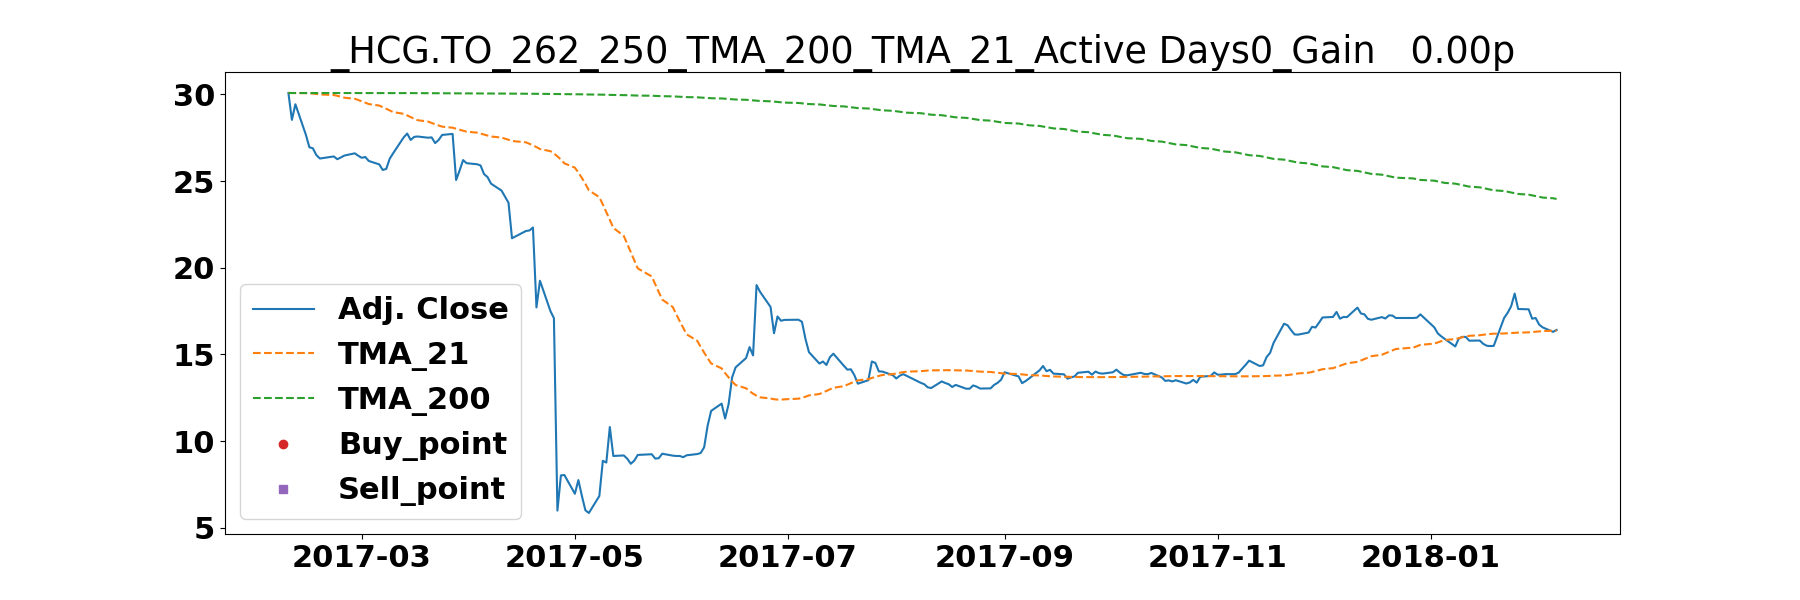 _HCG.TO_262_250_TMA_200_TMA_21_Active Days0_Gain   0.00p
30
25
20
15
10
5
Adj. Close
TMA_21
TMA_200
Buy_point
Sell_point
2017-03 2017-05 2017-07 2017-09 2017-11 2018-01